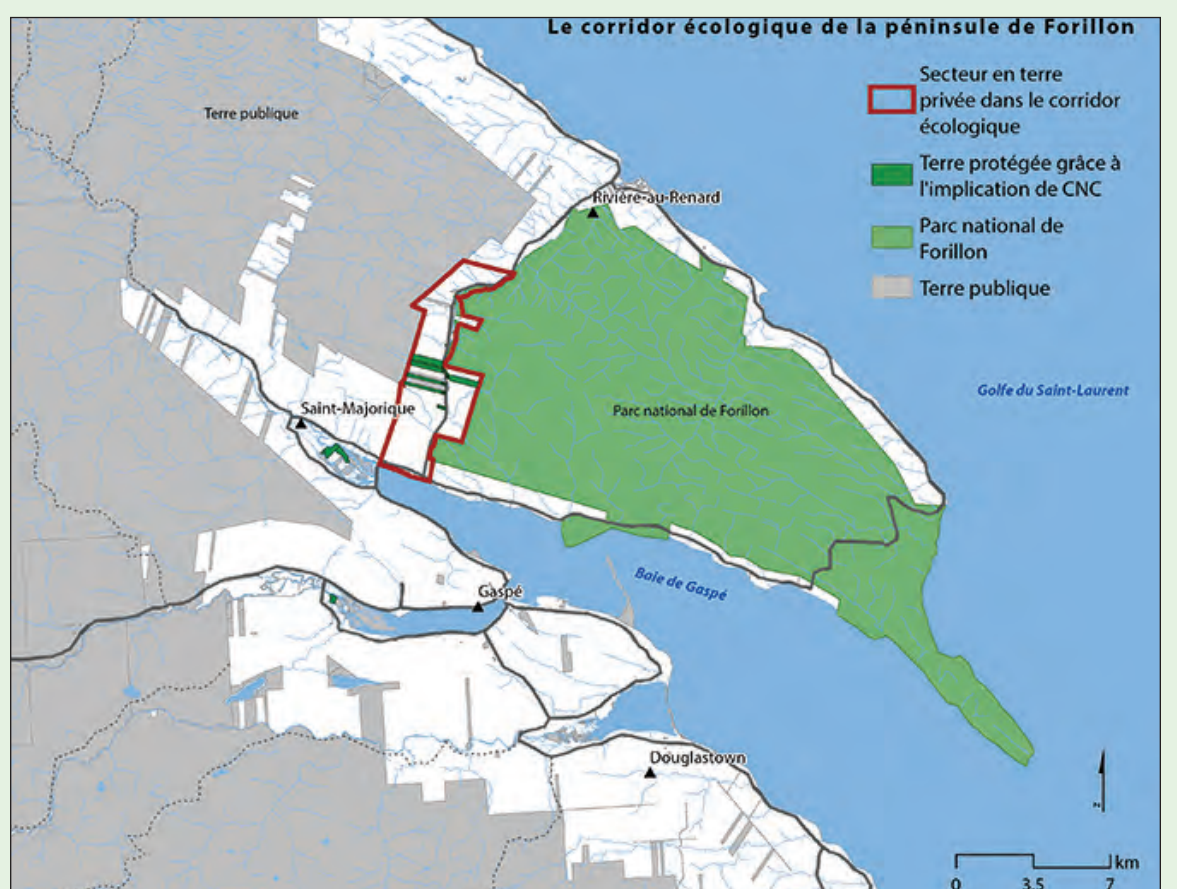 Le corridor écologique de la péninsule de Forillon
Secteur en terre
privée dans le corridor
écologique
Terre protégée grâce à
l'implication de CNC
Parc national de
Forillon
Terre publique
Terre publique
Rivière-au-Renard
Golfe du Saint-Laurent
Saint-Majorique
Parc national de Forillon
Baie de Gaspé
Gaspé
Douglastown
N
km
0 3.5 7